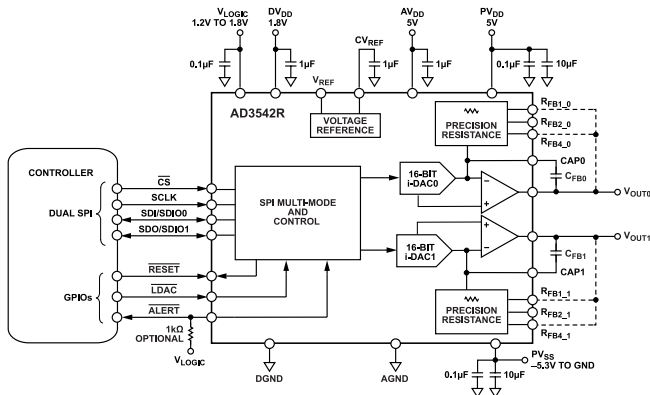 VLOGIC
1.2V TO 1.8V
DVDD
1.8V
CVREF
AVDD
5V
PVDD
5V
0.1µF
1µF
1µF
1µF
0.1µF
10µF
VREF
AD3542R
VOLTAGE
REFERENCE
PRECISION
RESISTANCE
RFB1_0
RFB2_0
RFB4_0
CAP0
CFB0
VOUT0
CONTROLLER
DUAL SPI
CS
SCLK
SDI/SDIO0
SDO/SDIO1
SPI MULTI-MODE
AND
CONTROL
16-BIT
i-DAC0
16-BIT
i-DAC1
VOUT1
CFB1
CAP1
GPIOs
RESET
LDAC
ALERT
1kΩ
OPTIONAL
VLOGIC
PRECISION
RESISTANCE
RFB1_1
RFB2_1
RFB4_1
DGND
AGND
0.1µF
10µF
PVSS
–5.3V TO GND